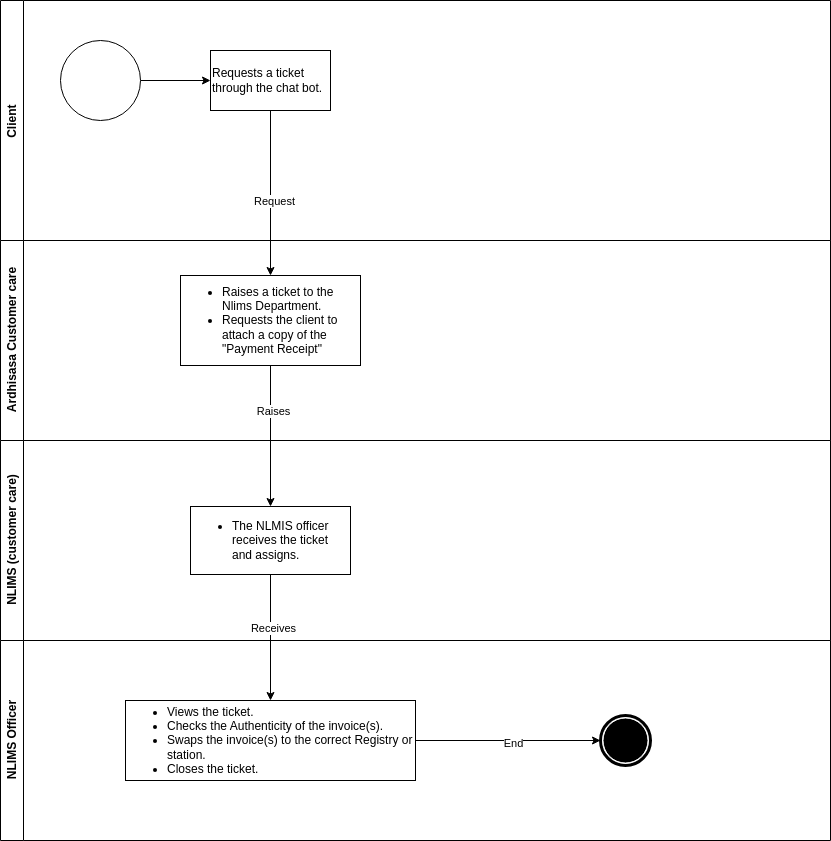 Client
Requests a ticket
through the chat bot.
Request
Ardhisasa Customer care
Raises a ticket to the
Nlims Department.
Requests the client to
attach a copy of the
"Payment Receipt"
Raises
NLIMS (customer care)
The NLMIS officer
receives the ticket
and assigns.
Receives
NLIMS Officer
Views the ticket.
Checks the Authenticity of the invoice(s).
Swaps the invoice(s) to the correct Registry or
station.
Closes the ticket.
End